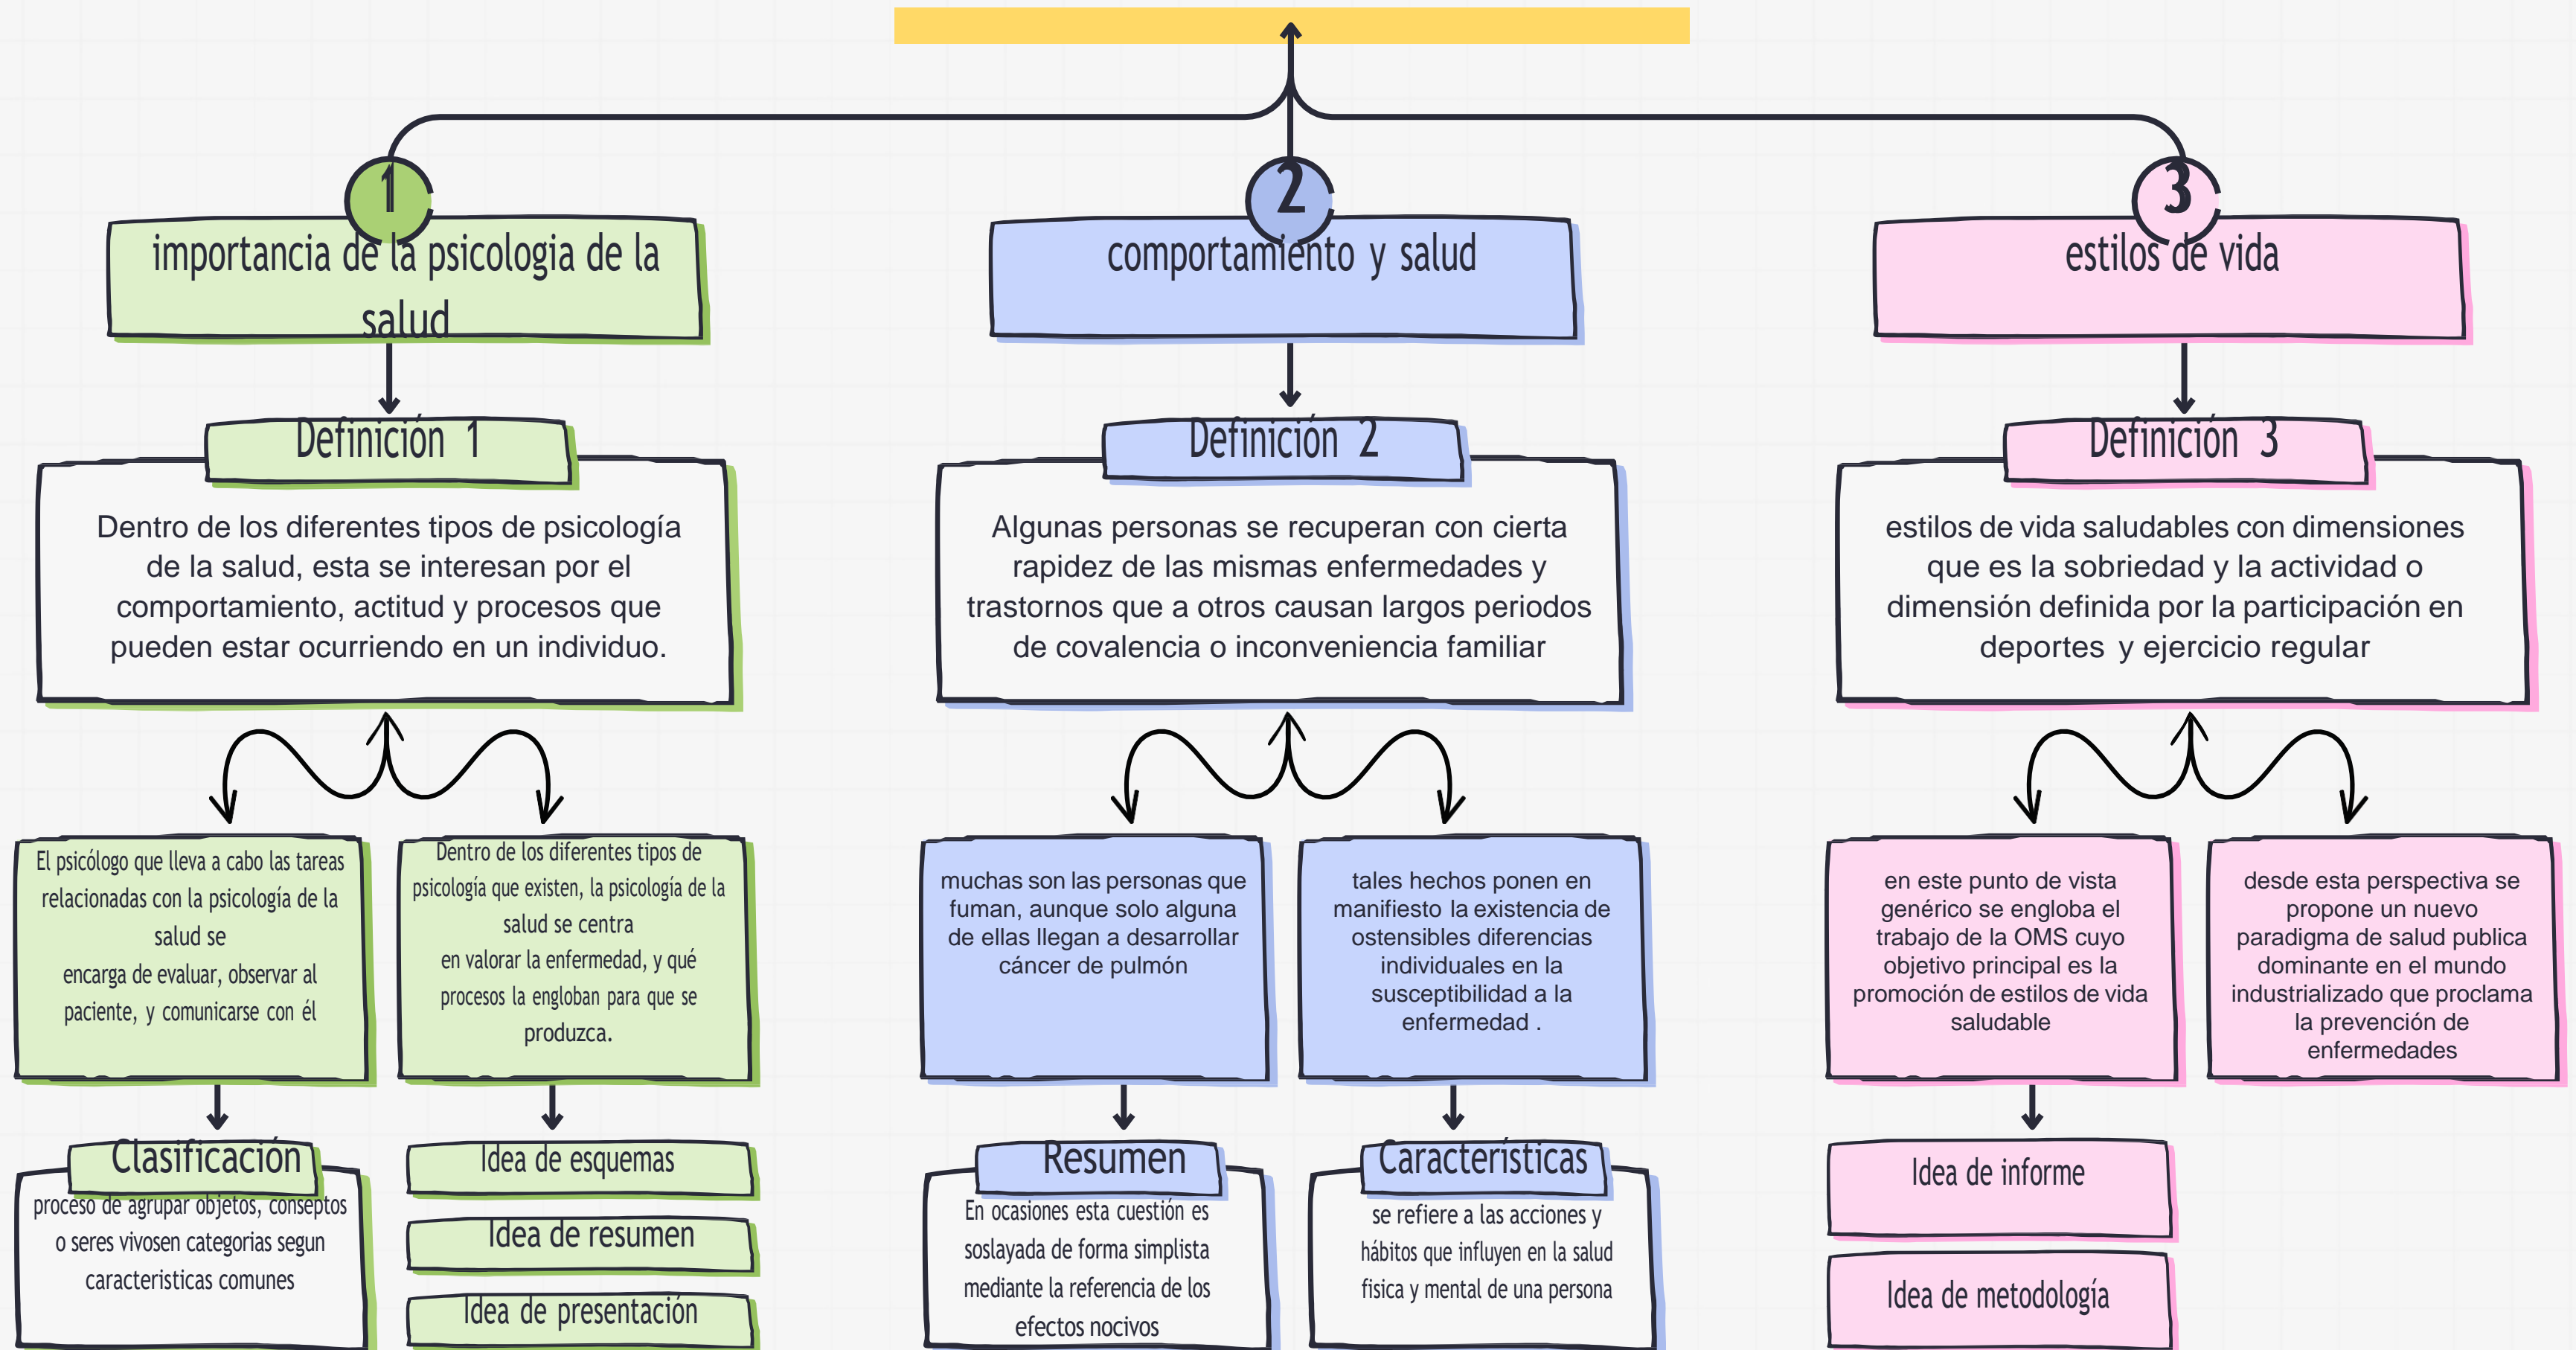 1
importancia de la psicologia de la
salud
Definición 1
Dentro de los diferentes tipos de psicología
de la salud, esta se interesan por el
comportamiento, actitud y procesos que
pueden estar ocurriendo en un individuo.
El psicólogo que lleva a cabo las tareas
relacionadas con la psicología de la
salud se
encarga de evaluar, observar al
paciente, y comunicarse con él
Clasificación
proceso de agrupar objetos, conseptos
o seres vivosen categorias segun
caracteristicas comunes
Dentro de los diferentes tipos de
psicología que existen, la psicología de la
salud se centra
en valorar la enfermedad, y qué
procesos la engloban para que se
produzca.
Idea de esquemas
Idea de resumen
Idea de presentación
2
comportamiento y salud
Definición 2
Algunas personas se recuperan con cierta
rapidez de las mismas enfermedades y
trastornos que a otros causan largos periodos
de covalencia o inconveniencia familiar
muchas son las personas que
fuman, aunque solo alguna
de ellas llegan a desarrollar
cáncer de pulmón
Resumen
En ocasiones esta cuestión es
soslayada de forma simplista
mediante la referencia de los
efectos nocivos
tales hechos ponen en
manifiesto la existencia de
ostensibles diferencias
individuales en la
susceptibilidad a la
enfermedad .
Características
se refiere a las acciones y
hábitos que influyen en la salud
fisica y mental de una persona
3
estilos de vida
Definición 3
estilos de vida saludables con dimensiones
que es la sobriedad y la actividad o
dimensión definida por la participación en
deportes y ejercicio regular
en este punto de vista
genérico se engloba el
trabajo de la OMS cuyo
objetivo principal es la
promoción de estilos de vida
saludable
Idea de informe
Idea de metodología
desde esta perspectiva se
propone un nuevo
paradigma de salud publica
dominante en el mundo
industrializado que proclama
la prevención de
enfermedades